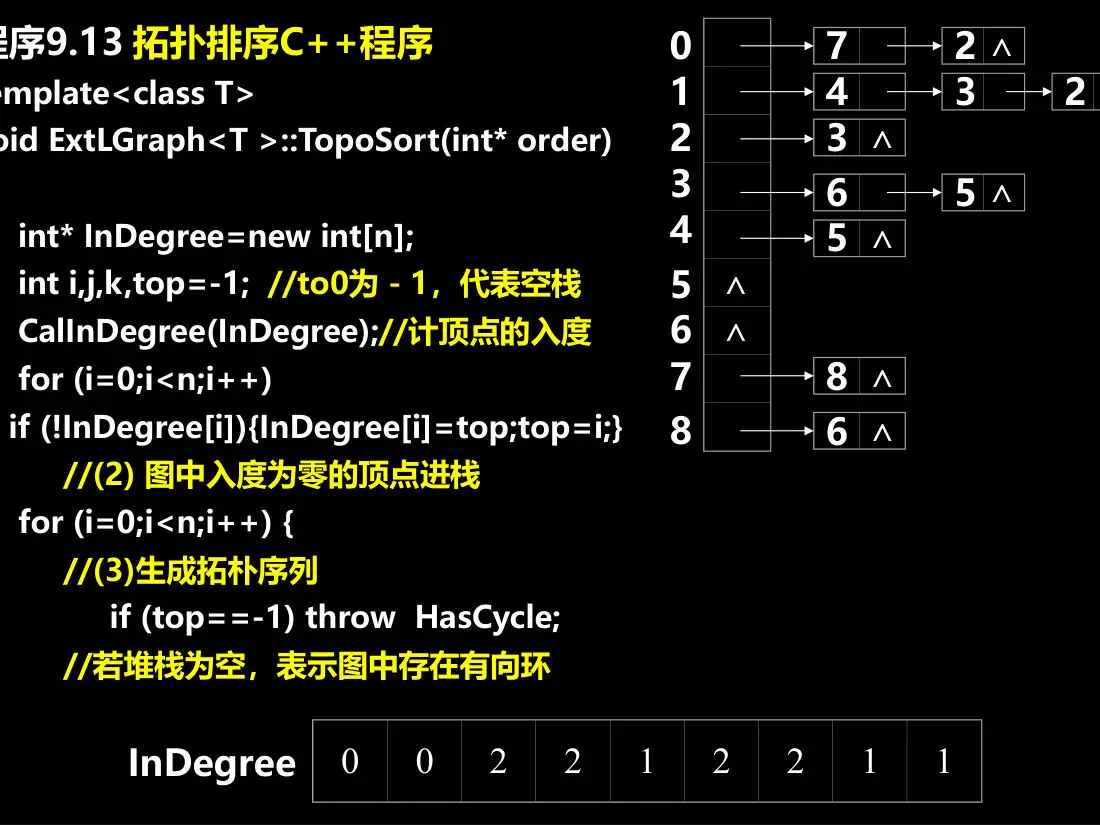 程序9.13 拓扑排序C++程序
emplate<class T>
oid ExtLGraph<T >::TopoSort(int* order)
int* InDegree=new int[n];
int i,j,k,top=-1; //to0为－1，代表空栈
CalInDegree(InDegree);//计顶点的入度
for (i=0;i<n;i++)
if (!InDegree[i]){InDegree[i]=top;top=i;}
//(2) 图中入度为零的顶点进栈
for (i=0;i<n;i++) {
//(3)生成拓朴序列
if (top==-1) throw HasCycle;
//若堆栈为空，表示图中存在有向环
0 7 2 ∧
1 4 3 2
2 3 ∧
3 6 5 ∧
4 5 ∧
5 ∧
6 ∧
7 8 ∧
8 6 ∧
InDegree 0 0 2 2 1 2 2 1 1